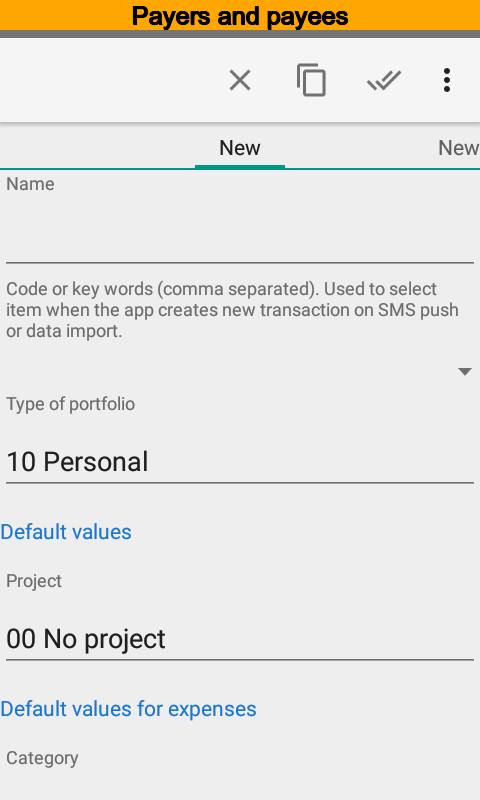 Payers and payees
New
New
Name
Code or key words (comma separated). Used to select
item when the app creates new transaction on SMS push
or data import.
Type of portfolio
10 Personal
Default values
Project
00 No project
Default values for expenses
Category